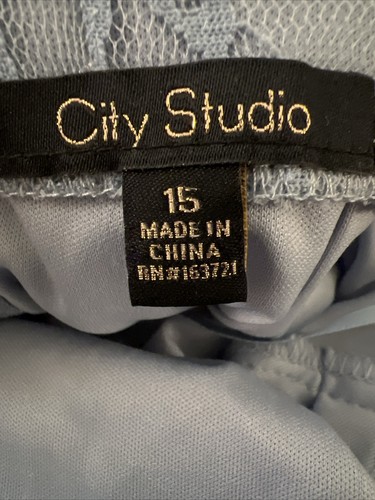 City Studio
15
MADE IN
CHINA
RN#163721